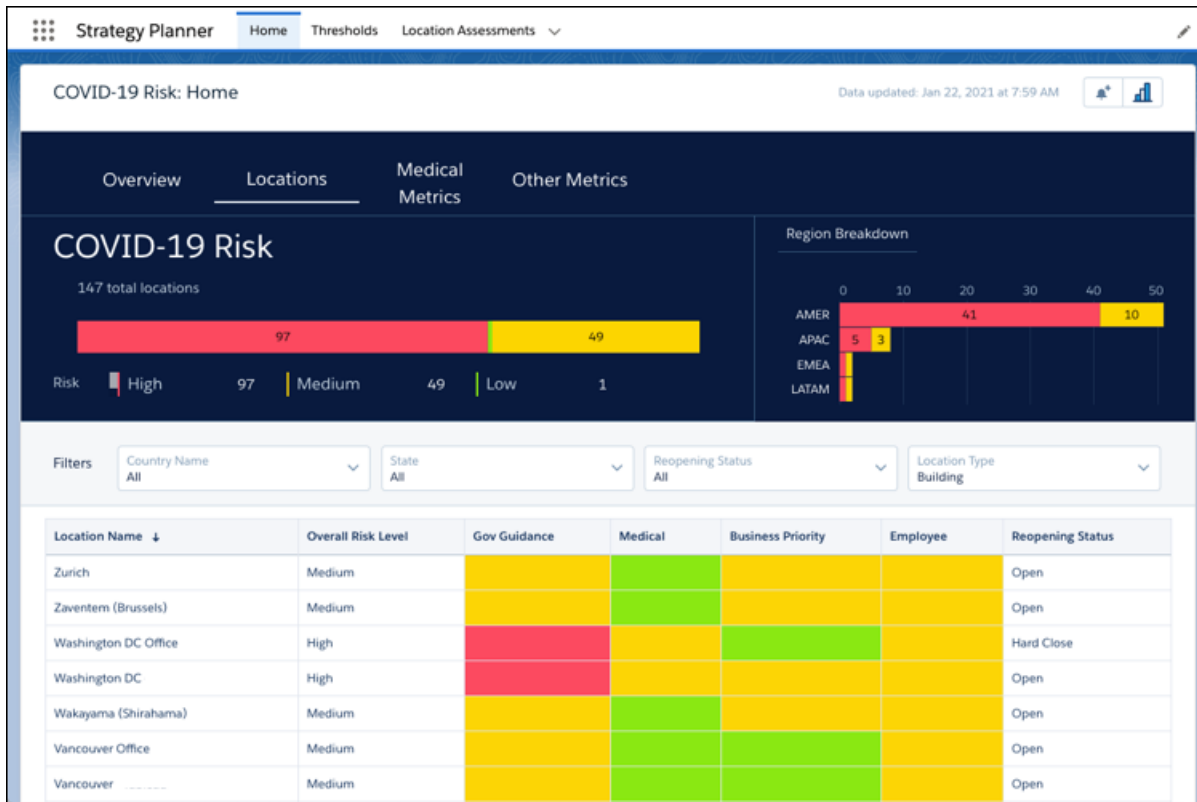 Strategy Planner Home Thresholds Location Assessments
COVID-19 Risk: Home Data updated: Jan 22, 2021 at 7:59 AM
Overview Locations Medical Metrics Other Metrics
COVID-19 Risk
147 total locations
97 49
Risk High 97 Medium 49 Low 1
Region Breakdown
0 10 20 30 40 50
AMER 41 10
APAC 5 3
EMEA
LATAM
Filters
Country Name
All
State
All
Reopening Status
All
Location Type
Building
Location Name Overall Risk Level Gov Guidance Medical Business Priority Employee Reopening Status
Zurich Medium Open
Zaventem (Brussels) Medium Open
Washington DC Office High Hard Close
Washington DC High Open
Wakayama (Shirahama) Medium Open
Vancouver Office Medium Open
Vancouver Medium Open